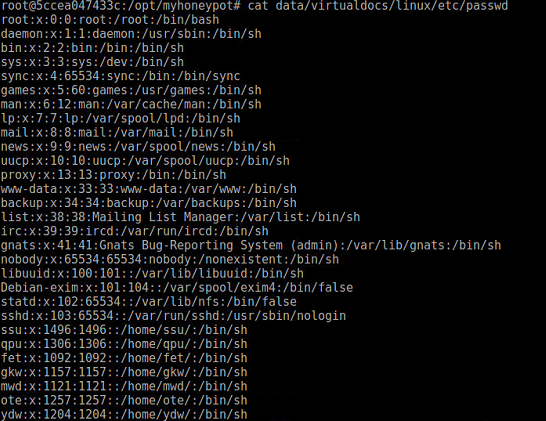 root@5ccea047433c:/opt/myhoneypot# cat data/virtualdocs/linux/etc/passwd
root:x:0:0:root:/root:/bin/bash
daemon:x:1:1:daemon:/usr/sbin:/bin/sh
bin:x:2:2:bin:/bin:/bin/sh
sys:x:3:3:sys:/dev:/bin/sh
sync:x:4:65534:sync:/bin:/bin/sync
games:x:5:60:games:/usr/games:/bin/sh
man:x:6:12:man:/var/cache/man:/bin/sh
lp:x:7:7:lp:/var/spool/lpd:/bin/sh
mail:x:8:8:mail:/var/mail:/bin/sh
news:x:9:9:news:/var/spool/news:/bin/sh
uucp:x:10:10:uucp:/var/spool/uucp:/bin/sh
proxy:x:13:13:proxy:/bin:/bin/sh
www-data:x:33:33:www-data:/var/www:/bin/sh
backup:x:34:34:backup:/var/backups:/bin/sh
list:x:38:38:Mailing List Manager:/var/list:/bin/sh
irc:x:39:39:ircd:/var/run/ircd:/bin/sh
gnats:x:41:41:Gnats Bug-Reporting System (admin):/var/lib/gnats:/bin/sh
nobody:x:65534:65534:nobody:/nonexistent:/bin/sh
libuuid:x:100:101::/var/lib/libuuid:/bin/sh
Debian-exim:x:101:104::/var/spool/exim4:/bin/false
statd:x:102:65534::/var/lib/nfs:/bin/false
sshd:x:103:65534::/var/run/sshd:/usr/sbin/nologin
ssu:x:1496:1496::/home/ssu/:/bin/sh
qpu:x:1306:1306::/home/qpu/:/bin/sh
fet:x:1092:1092::/home/fet/:/bin/sh
gkw:x:1157:1157::/home/gkw/:/bin/sh
mwd:x:1121:1121::/home/mwd/:/bin/sh
ote:x:1257:1257::/home/ote/:/bin/sh
ydw:x:1204:1204::/home/ydw/:/bin/sh